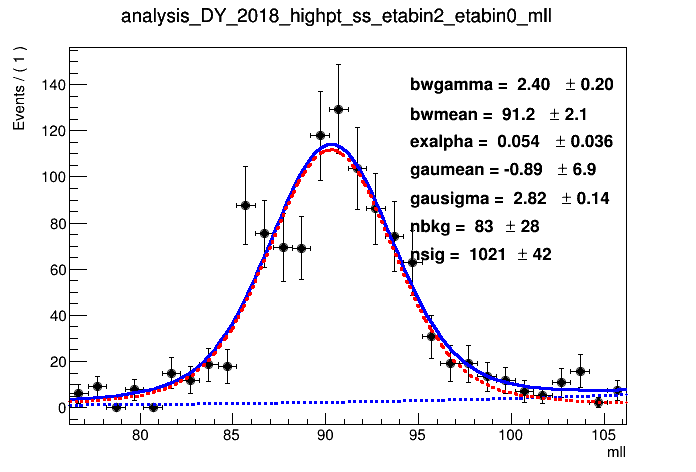 analysis_DY_2018_highpt_ss_etabin2_etabin0_mll
Events / ( 1 )
140
120
100
80
60
40
20
0
bwgamma = 2.40 ± 0.20
bwmean = 91.2 ± 2.1
exalpha = 0.054 ± 0.036
gaumean = -0.89 ± 6.9
gausigma = 2.82 ± 0.14
nbkg = 83 ± 28
nsig = 1021 ± 42
80 85 90 95 100 105
mll